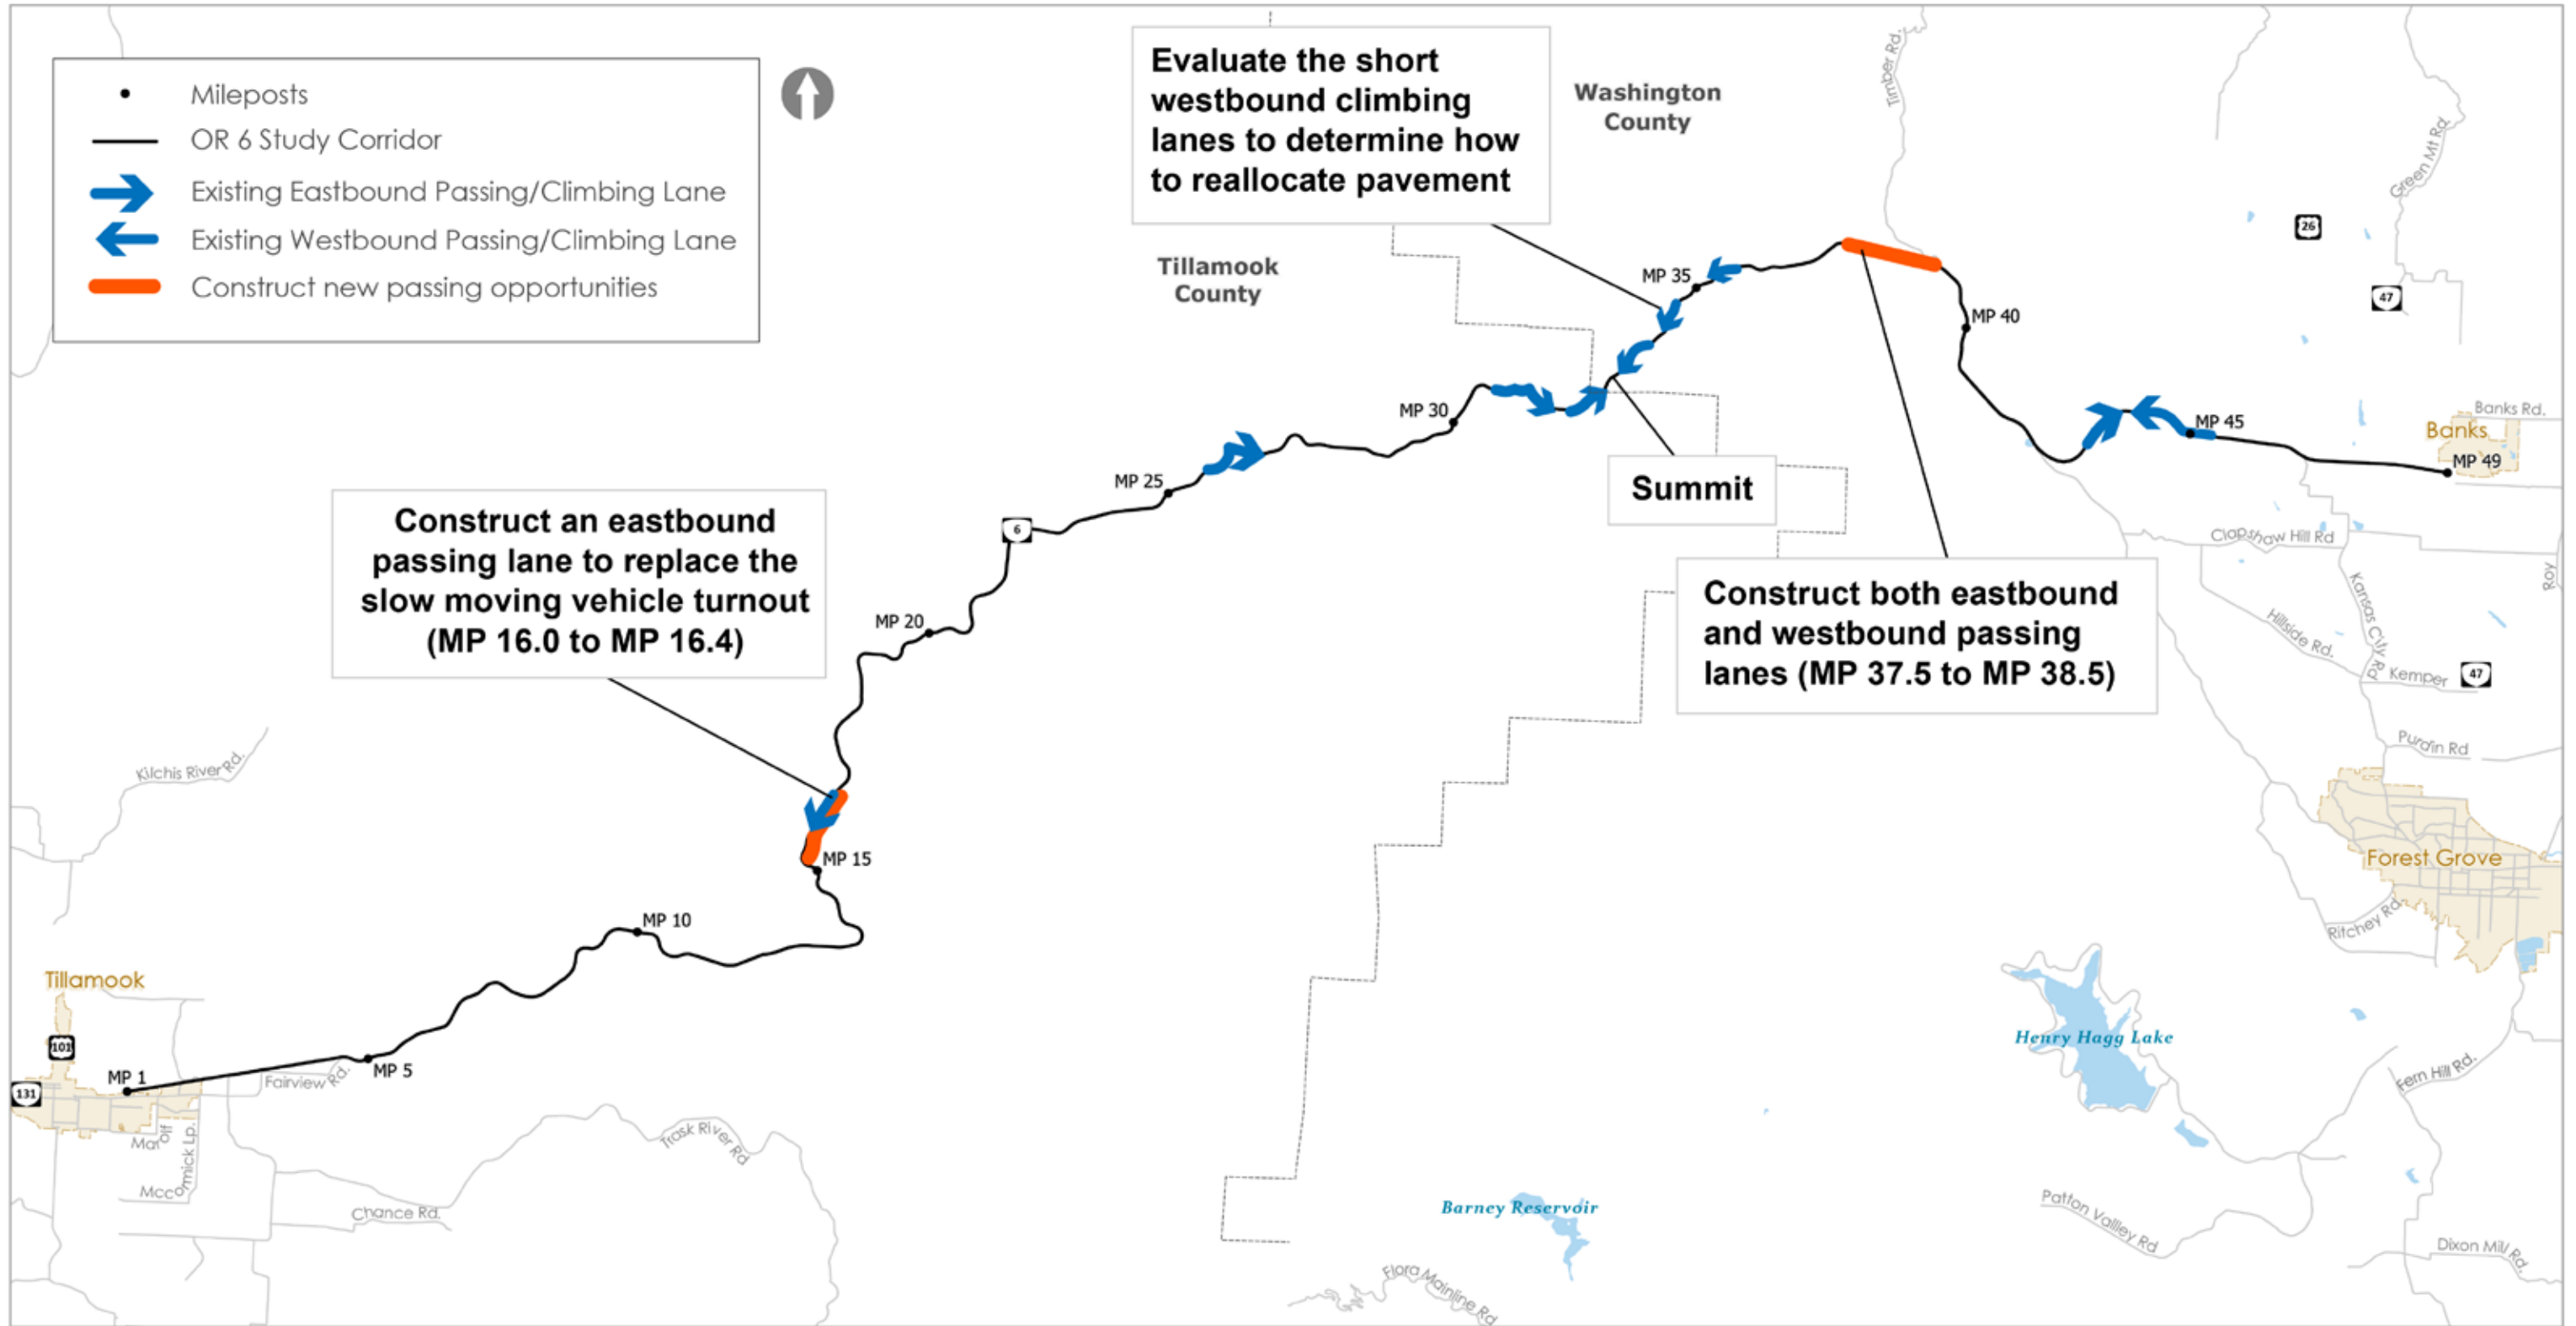 Mileposts
OR 6 Study Corridor
Existing Eastbound Passing/Climbing Lane
Existing Westbound Passing/Climbing Lane
Construct new passing opportunities
Evaluate the short
westbound climbing
lanes to determine how
to reallocate pavement
Washington
County
Timber Rd.
Green Mt Rd.
26
47
Tillamook
County
MP 35
MP 40
MP 30
MP 45
Banks Rd.
Banks
MP 49
Summit
MP 25
6
Construct an eastbound
passing lane to replace the
slow moving vehicle turnout
(MP 16.0 to MP 16.4)
Construct both eastbound
and westbound passing
lanes (MP 37.5 to MP 38.5)
Clapshaw Hill Rd
Kansas City Rd
Roy
Hillside Rd.
Kemper
47
MP 20
Purdin Rd
Kilchis River Rd.
MP 15
Forest Grove
Ritchey Rd.
MP 10
Tillamook
101
131
MP 1
MP 5
Fairview Rd.
Henry Hagg Lake
Fern Hill Rd.
Marolf
Mccormick Lp.
Trask River Rd
Chance Rd.
Barney Reservoir
Patton Vallley Rd
Dixon Mill Rd.
Flora Mainline Rd